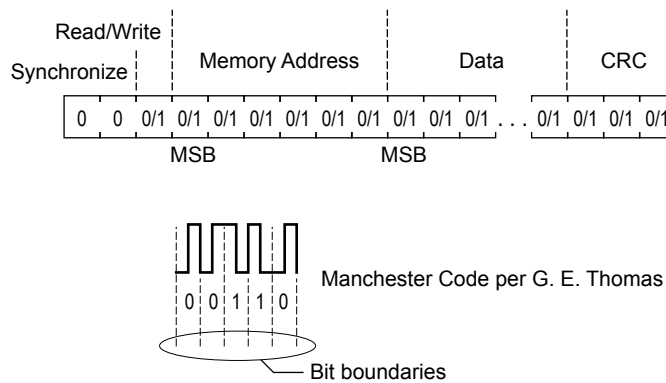 Read/Write
Synchronize Memory Address Data CRC
0 0 0/1 0/1 0/1 0/1 0/1 0/1 0/1 0/1 0/1 0/1 . . . 0/1 0/1 0/1 0/1
MSB MSB
Manchester Code per G. E. Thomas
0 0 1 1 0
Bit boundaries